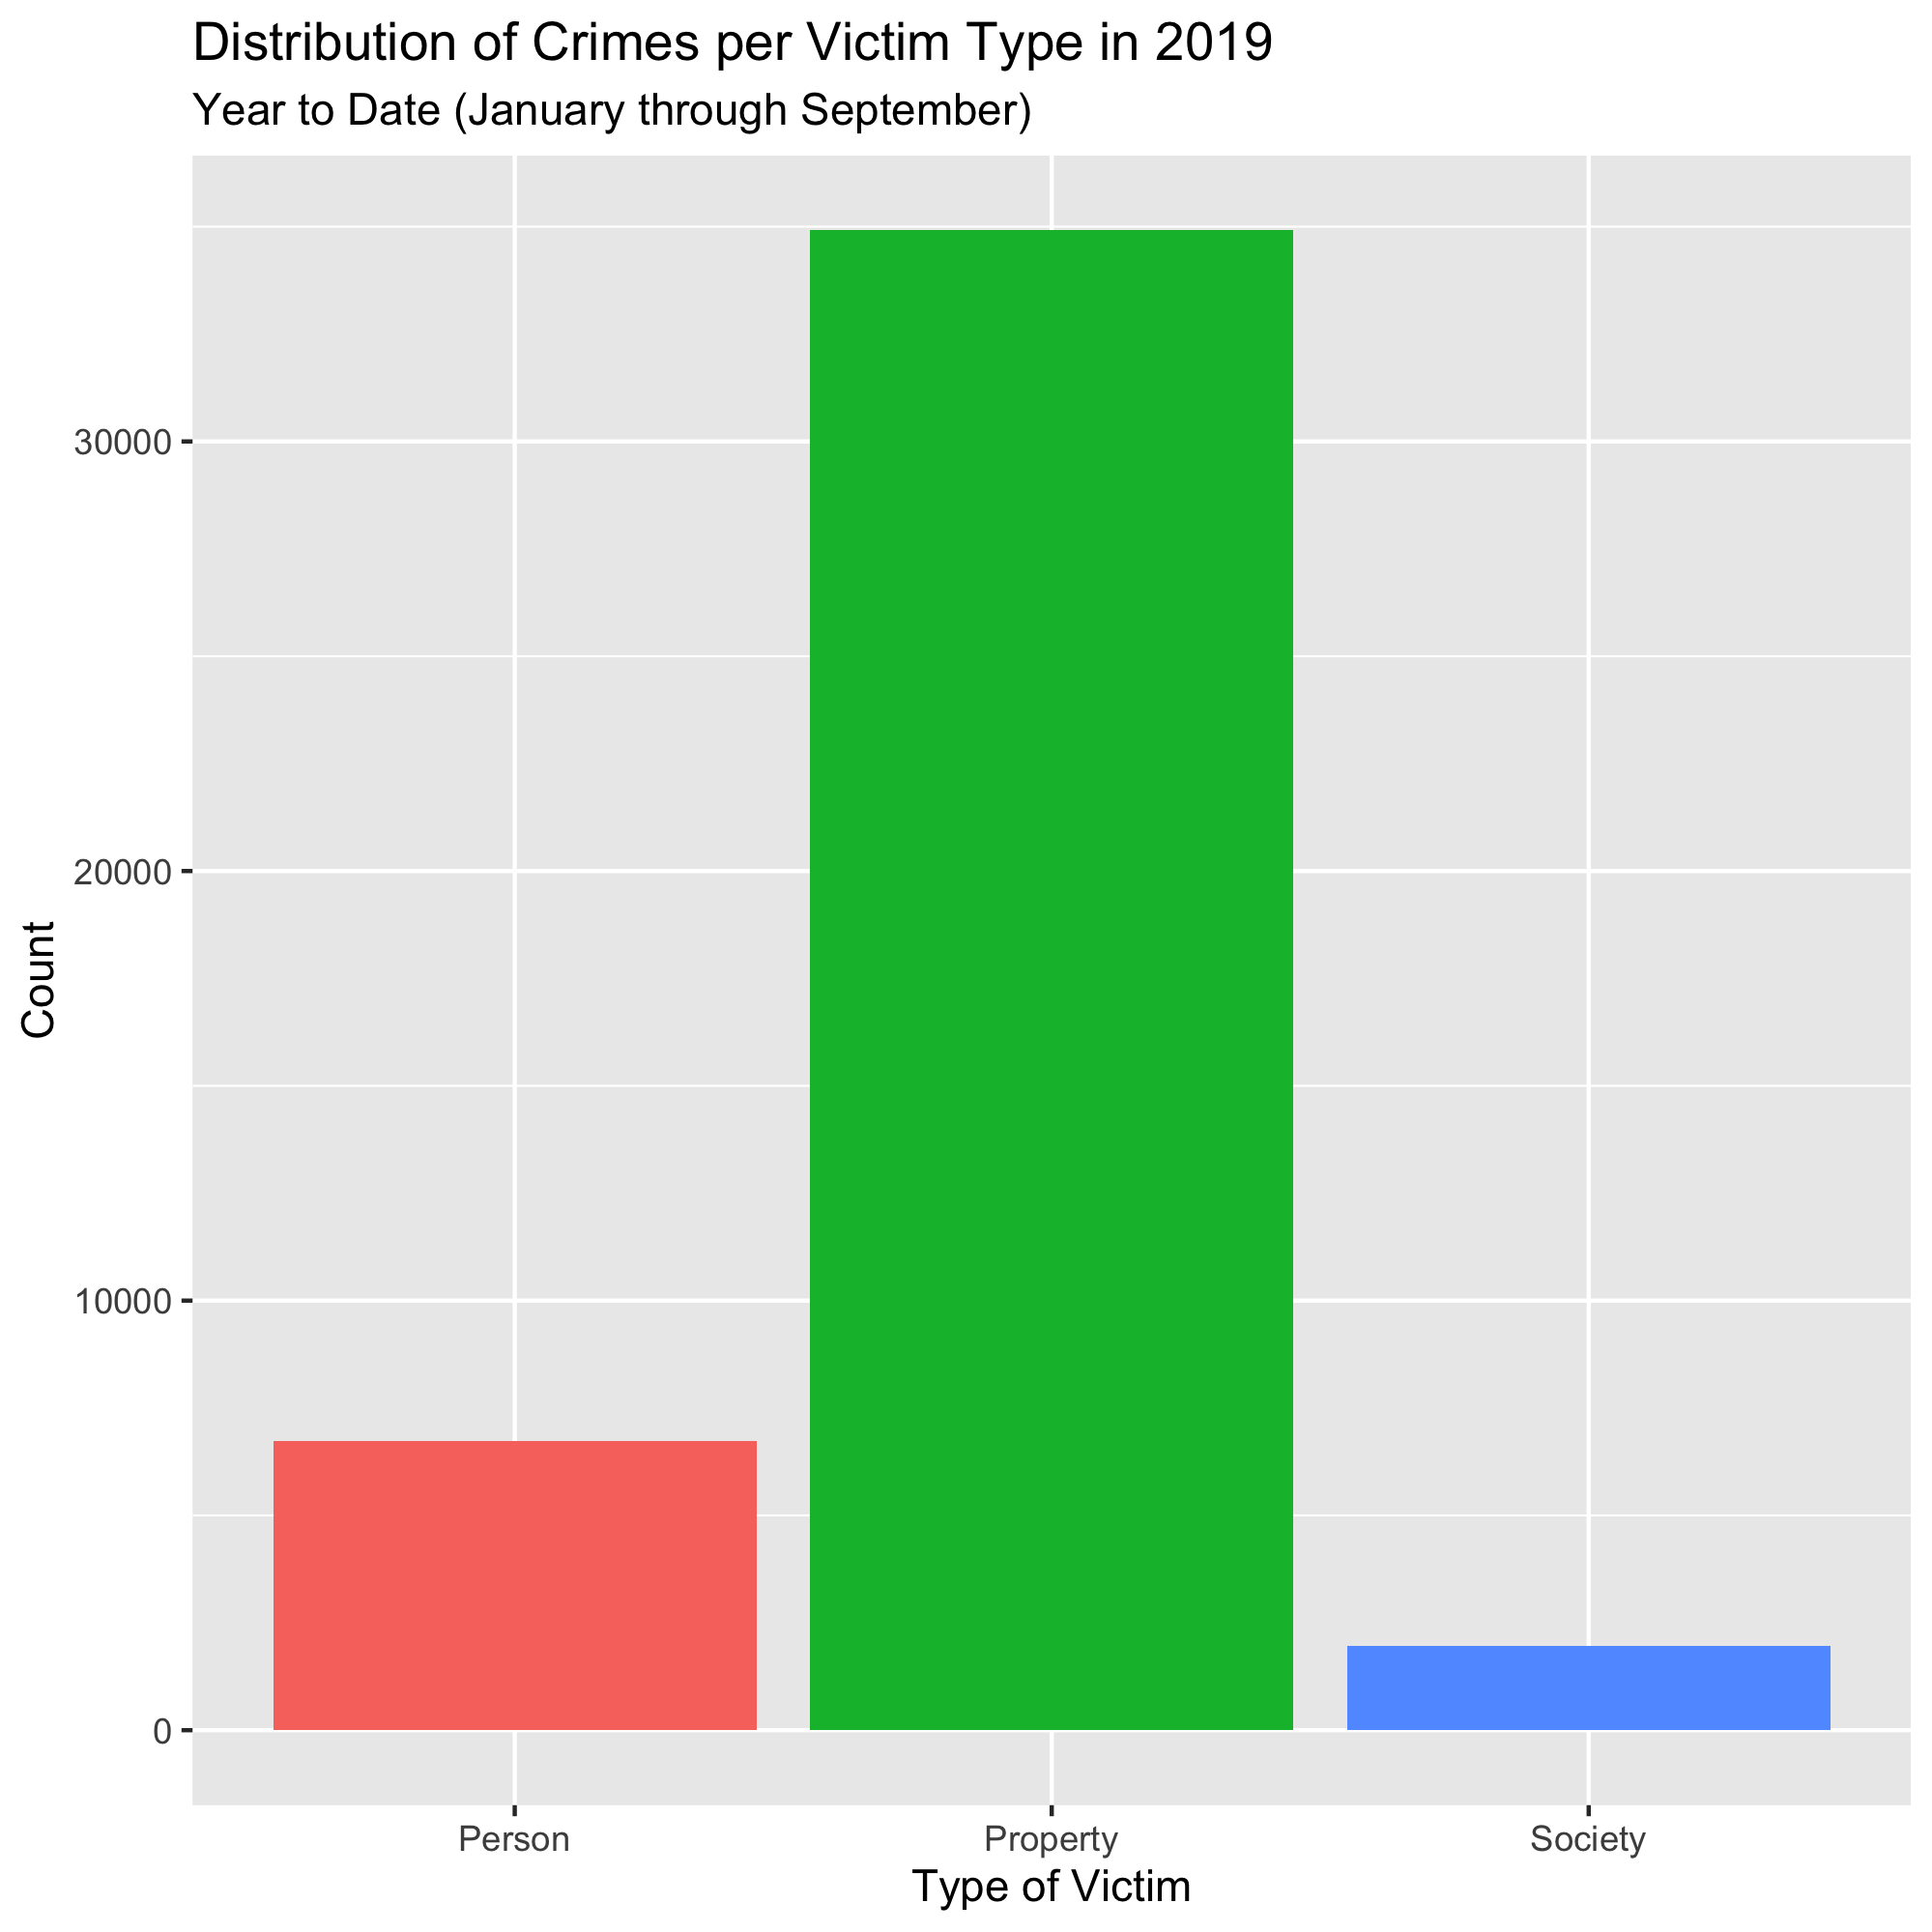 Distribution of Crimes per Victim Type in 2019
Year to Date (January through September)
Count
30000
20000
10000
0
Person Property Society
Type of Victim